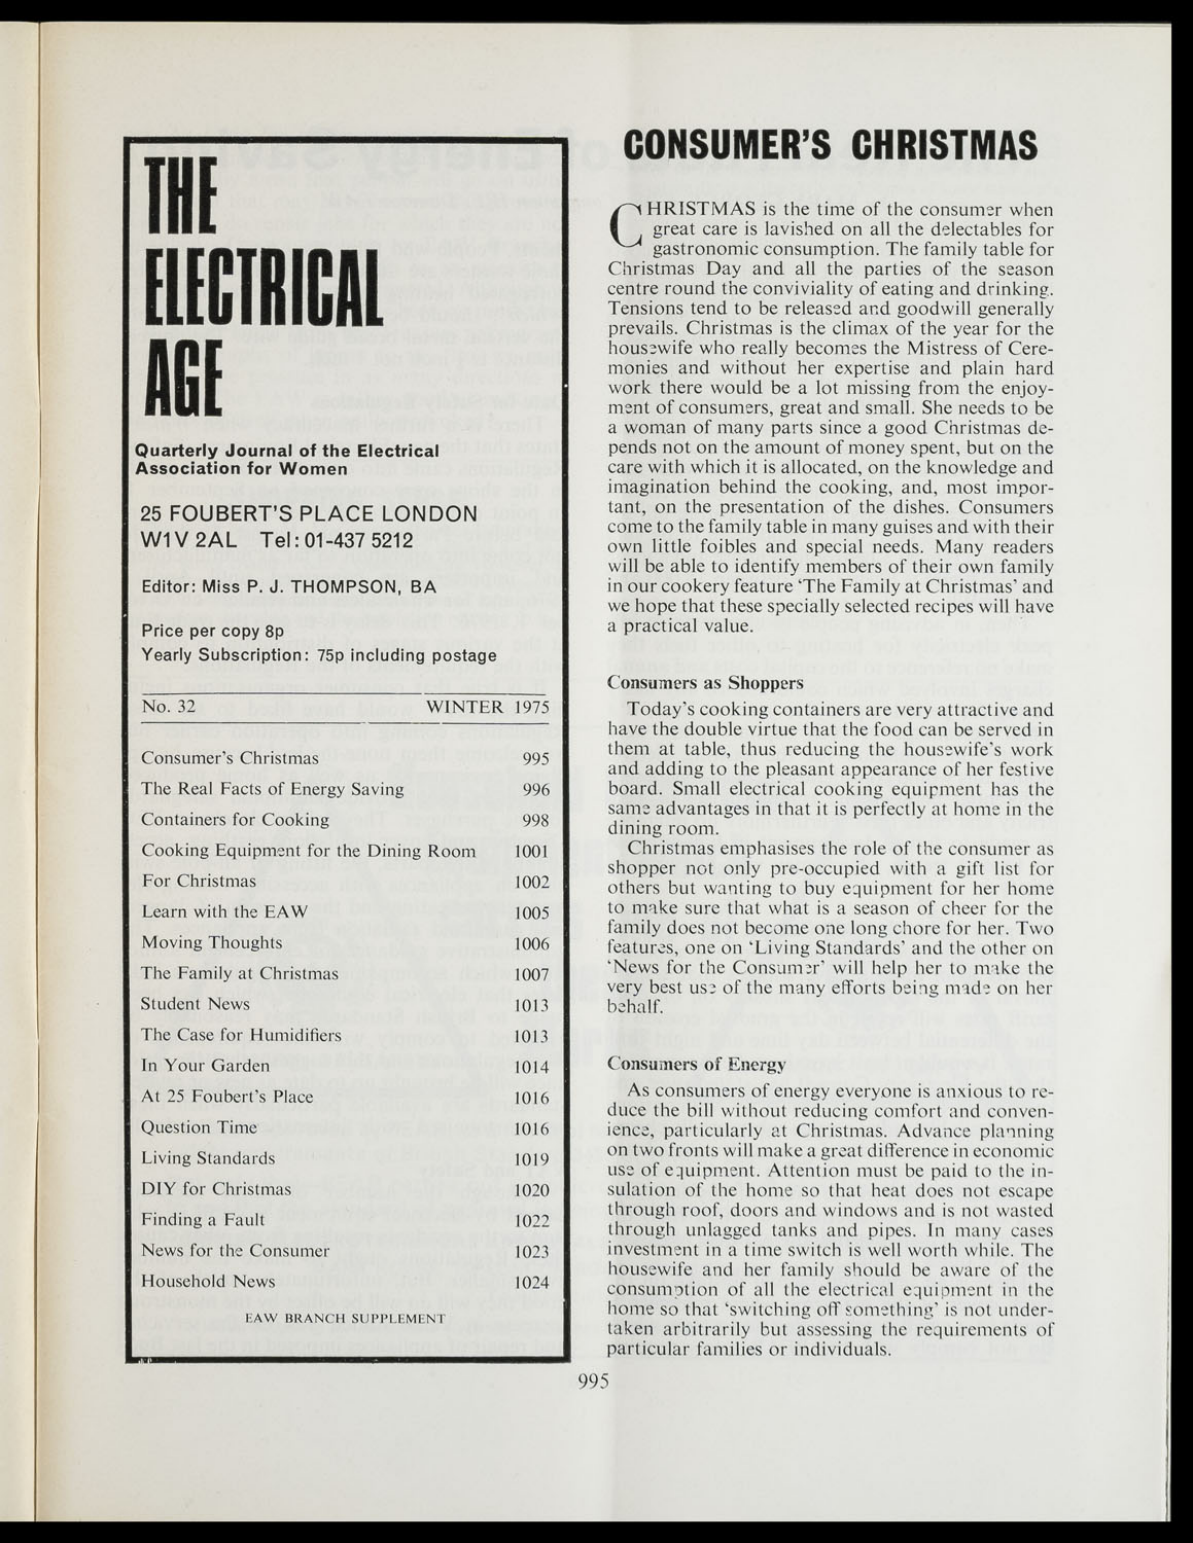 THE
ELECTRICAL
AGE
Quarterly Journal of the Electrical
Association for Women
25 FOUBERT'S PLACE LONDON
W1V 2AL Tel: 01-437 5212
Editor: Miss P. J. THOMPSON, BA
Price per copy 8p
Yearly Subscription: 75p including postage
No. 32 WINTER 1975
Consumer's Christmas 995
The Real Facts of Energy Saving 996
Containers for Cooking 998
Cooking Equipment for the Dining Room 1001
For Christmas 1002
Learn with the EAW 1005
Moving Thoughts 1006
The Family at Christmas 1007
Student News 1013
The Case for Humidifiers 1013
In Your Garden 1014
At 25 Foubert's Place 1016
Question Time 1016
Living Standards 1019
DIY for Christmas 1020
Finding a Fault 1022
News for the Consumer 1023
Household News 1024
EAW BRANCH SUPPLEMENT
CONSUMER'S CHRISTMAS
CHRISTMAS is the time of the consumer when
great care is lavished on all the delectables for
gastronomic consumption. The family table for
Christmas Day and all the parties of the season
centre round the conviviality of eating and drinking.
Tensions tend to be released and goodwill generally
prevails. Christmas is the climax of the year for the
housewife who really becomes the Mistress of Cere-
monies and without her expertise and plain hard
work there would be a lot missing from the enjoy-
ment of consumers, great and small. She needs to be
a woman of many parts since a good Christmas de-
pends not on the amount of money spent, but on the
care with which it is allocated, on the knowledge and
imagination behind the cooking, and, most impor-
tant, on the presentation of the dishes. Consumers
come to the family table in many guises and with their
own little foibles and special needs. Many readers
will be able to identify members of their own family
in our cookery feature 'The Family at Christmas' and
we hope that these specially selected recipes will have
a practical value.
Consumers as Shoppers
Today's cooking containers are very attractive and
have the double virtue that the food can be served in
them at table, thus reducing the housewife's work
and adding to the pleasant appearance of her festive
board. Small electrical cooking equipment has the
same advantages in that it is perfectly at home in the
dining room.
Christmas emphasises the role of the consumer as
shopper not only pre-occupied with a gift list for
others but wanting to buy equipment for her home
to make sure that what is a season of cheer for the
family does not become one long chore for her. Two
features, one on 'Living Standards' and the other on
'News for the Consumer' will help her to make the
very best use of the many efforts being made on her
behalf.
Consumers of Energy
As consumers of energy everyone is anxious to re-
duce the bill without reducing comfort and conven-
ience, particularly at Christmas. Advance planning
on two fronts will make a great difference in economic
use of equipment. Attention must be paid to the in-
sulation of the home so that heat does not escape
through roof, doors and windows and is not wasted
through unlagged tanks and pipes. In many cases
investment in a time switch is well worth while. The
housewife and her family should be aware of the
consumption of all the electrical equipment in the
home so that 'switching off something' is not under-
taken arbitrarily but assessing the requirements of
particular families or individuals.
995